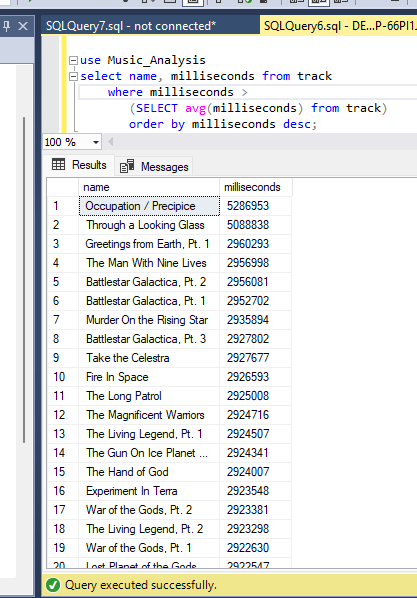 SQLQuery7.sql - not connected*
SQLQuery6.sql - DE...P-66PI1
use Music_Analysis
select name, milliseconds from track
where milliseconds >
(SELECT avg(milliseconds) from track)
order by milliseconds desc;
100 %
Results Messages
name milliseconds
1 Occupation / Precipice 5286953
2 Through a Looking Glass 5088838
3 Greetings from Earth, Pt. 1 2960293
4 The Man With Nine Lives 2956998
5 Battlestar Galactica, Pt. 2 2956081
6 Battlestar Galactica, Pt. 1 2952702
7 Murder On the Rising Star 2935894
8 Battlestar Galactica, Pt. 3 2927802
9 Take the Celestra 2927677
10 Fire In Space 2926593
11 The Long Patrol 2925008
12 The Magnificent Warriors 2924716
13 The Living Legend, Pt. 1 2924507
14 The Gun On Ice Planet ... 2924341
15 The Hand of God 2924007
16 Experiment In Terra 2923548
17 War of the Gods, Pt. 2 2923381
18 The Living Legend, Pt. 2 2923298
19 War of the Gods, Pt. 1 2922630
20 Lost Planet of the Gods 2922547
Query executed successfully.